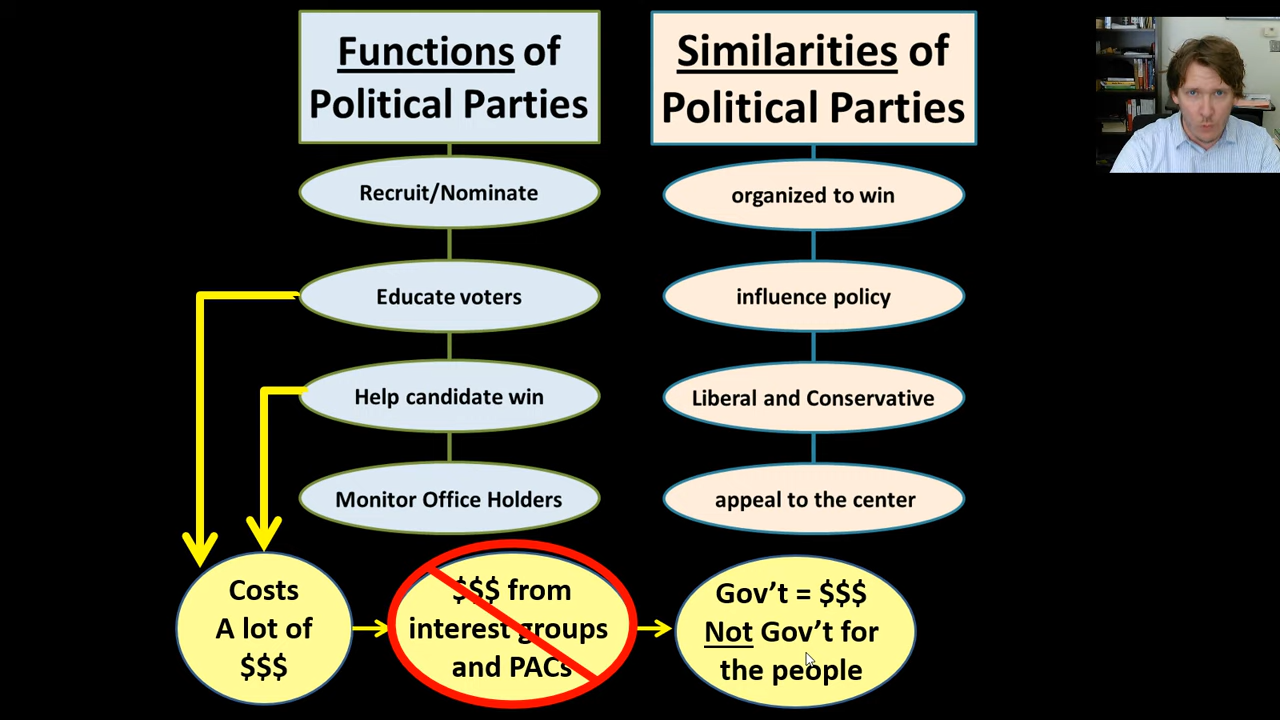 Functions of
Political Parties
Recruit/Nominate
Educate voters
Help candidate win
Monitor Office Holders
Similarities of
Political Parties
organized to win
influence policy
Liberal and Conservative
appeal to the center
Costs
A lot of
$$$
$$$ from
interest groups
and PACs
Gov’t = $$$
Not Gov’t for
the people